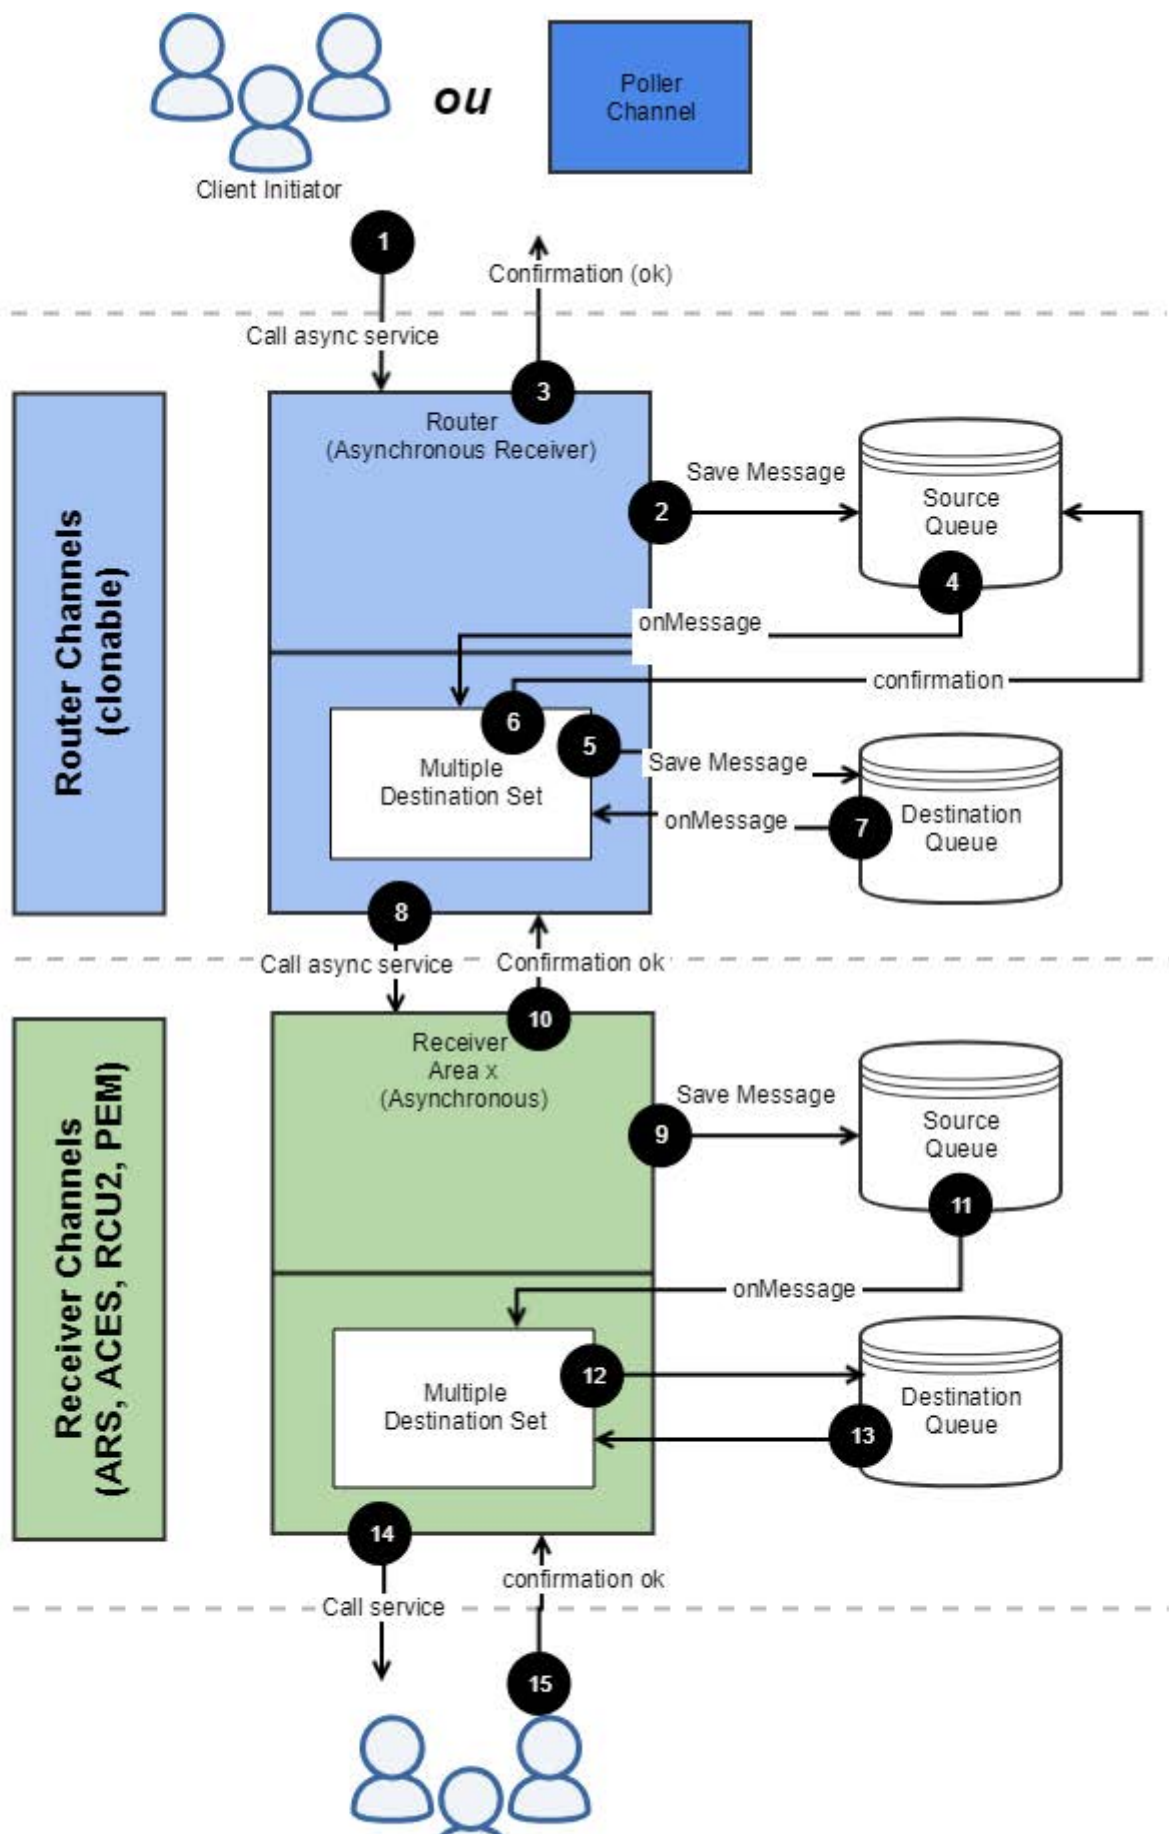 ou
Poller
Channel
Client Initiator
1
Confirmation (ok)
Call async service
3
Router
(Asynchronous Receiver)
Router Channels
(clonable)
2
Save Message
Source
Queue
4
onMessage
confirmation
6
5
Multiple
Destination Set
Save Message
onMessage
7
Destination
Queue
8
Call async service
Confirmation ok
10
Receiver
Area x
(Asynchronous)
Receiver Channels
(ARS, ACES, RCU2, PEM)
9
Save Message
Source
Queue
11
onMessage
12
Multiple
Destination Set
13
Destination
Queue
14
confirmation ok
Call service
15